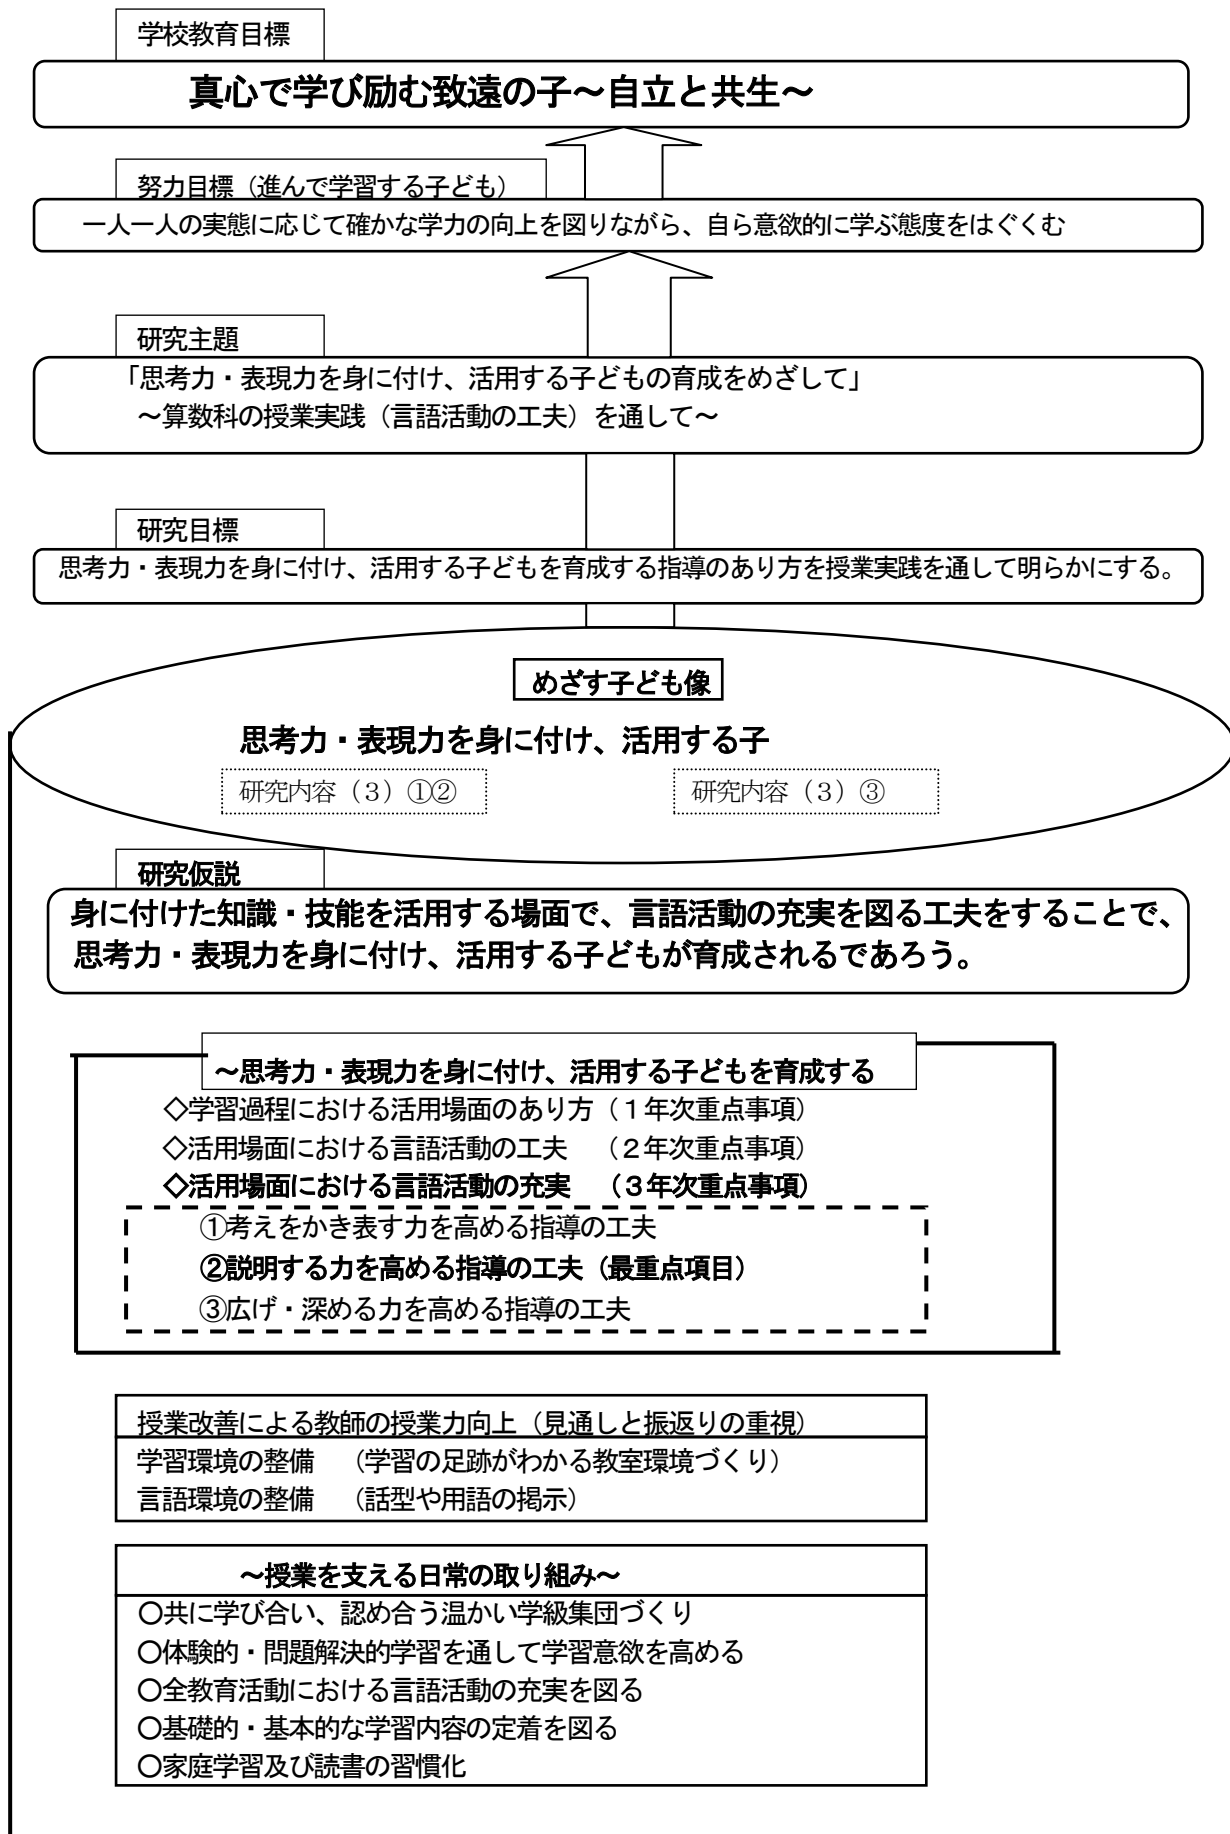 学校教育目標
真心で学び励む致遠の子～自立と共生～
努力目標（進んで学習する子ども）
一人一人の実態に応じて確かな学力の向上を図りながら、自ら意欲的に学ぶ態度をはぐくむ
研究主題
「思考力・表現力を身に付け、活用する子どもの育成をめざして」
～算数科の授業実践（言語活動の工夫）を通して～
研究目標
思考力・表現力を身に付け、活用する子どもを育成する指導のあり方を授業実践を通して明らかにする。
めざす子ども像
思考力・表現力を身に付け、活用する子
研究内容（３）①②
研究内容（３）③
研究仮説
身に付けた知識・技能を活用する場面で、言語活動の充実を図る工夫をすることで、
思考力・表現力を身に付け、活用する子どもが育成されるであろう。
～思考力・表現力を身に付け、活用する子どもを育成する
◇学習過程における活用場面のあり方（１年次重点事項）
◇活用場面における言語活動の工夫　（２年次重点事項）
◇活用場面における言語活動の充実　（３年次重点事項）
①考えをかき表す力を高める指導の工夫
②説明する力を高める指導の工夫（最重点項目）
③広げ・深める力を高める指導の工夫
授業改善による教師の授業力向上（見通しと振返りの重視）
学習環境の整備　（学習の足跡がわかる教室環境づくり）
言語環境の整備　（話型や用語の掲示）
～授業を支える日常の取り組み～
○共に学び合い、認め合う温かい学級集団づくり
○体験的・問題解決的学習を通して学習意欲を高める
○全教育活動における言語活動の充実を図る
○基礎的・基本的な学習内容の定着を図る
○家庭学習及び読書の習慣化